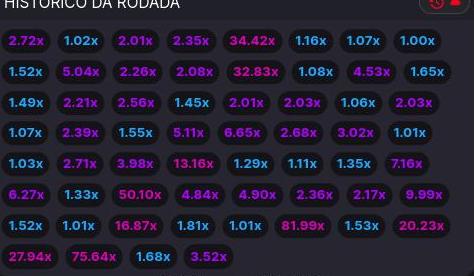 HISTÓRICO DA RODADA
2.72x 1.02x 2.01x 2.35x 34.42x 1.16x 1.07x 1.00x
1.52x 5.04x 2.26x 2.08x 32.83x 1.08x 4.53x 1.65x
1.49x 2.21x 2.56x 1.45x 2.01x 2.03x 1.06x 2.03x
1.07x 2.39x 1.55x 5.11x 6.65x 2.68x 3.02x 1.01x
1.03x 2.71x 3.98x 13.16x 1.29x 1.11x 1.35x 7.16x
6.27x 1.33x 50.10x 4.84x 4.90x 2.36x 2.17x 9.99x
1.52x 1.01x 16.87x 1.81x 1.01x 81.99x 1.53x 20.23x
27.94x 75.64x 1.68x 3.52x